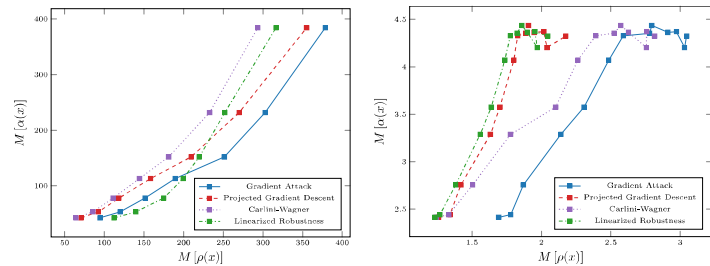 400
300
200
100
M [α(x)]
50 100 150 200 250 300 350 400
M [ρ(x)]
Gradient Attack
Projected Gradient Descent
Carlini-Wagner
Linearized Robustness
4.5
4
3.5
3
2.5
M [α(x)]
1.5 2 2.5 3
M [ρ(x)]
Gradient Attack
Projected Gradient Descent
Carlini-Wagner
Linearized Robustness